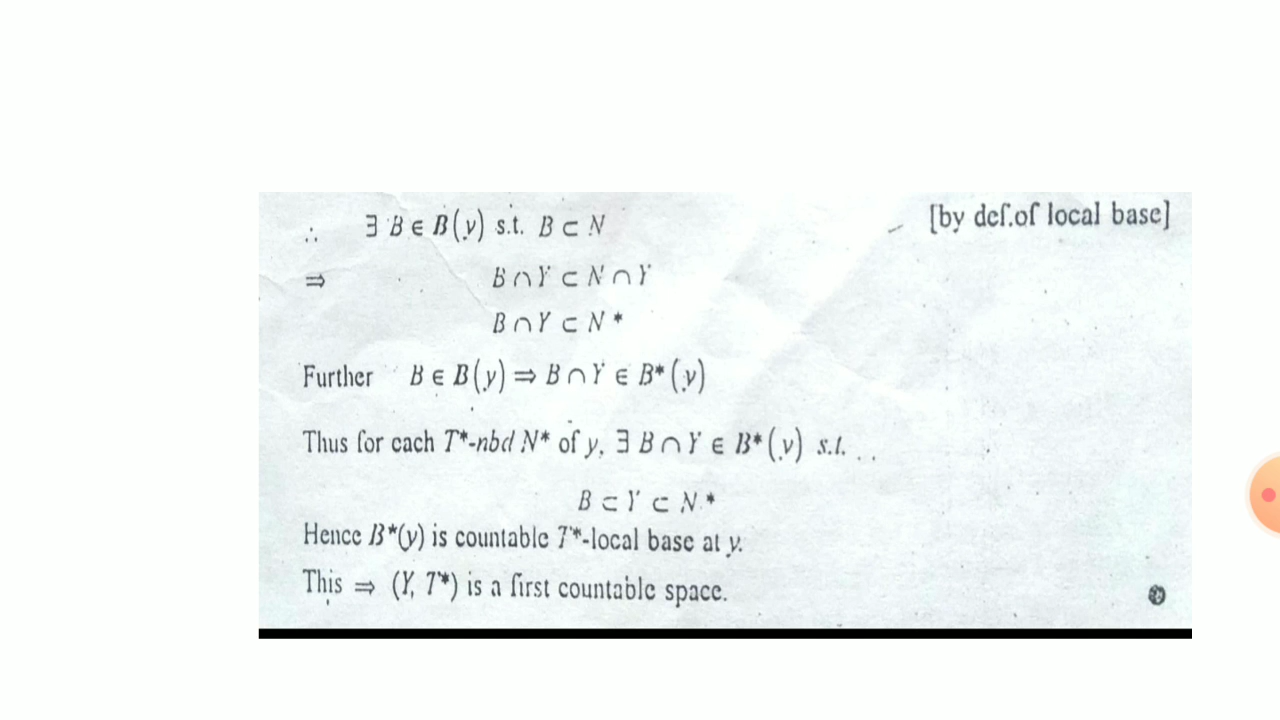 ∴ ∃ B ∈ B(y) s.t. B ⊂ N [by def.of local base]
⇒ B ∩ Y ⊂ N ∩ Y
B ∩ Y ⊂ N *
Further B ∈ B(y) ⇒ B ∩ Y ∈ B* (y)
Thus for each T*-nbd N* of y, ∃ B ∩ Y ∈ B* (y) s.t. . .
B ⊂ Y ⊂ N *
Hence B*(y) is countable T*-local base at y.
This ⇒ (Y, T*) is a first countable space.